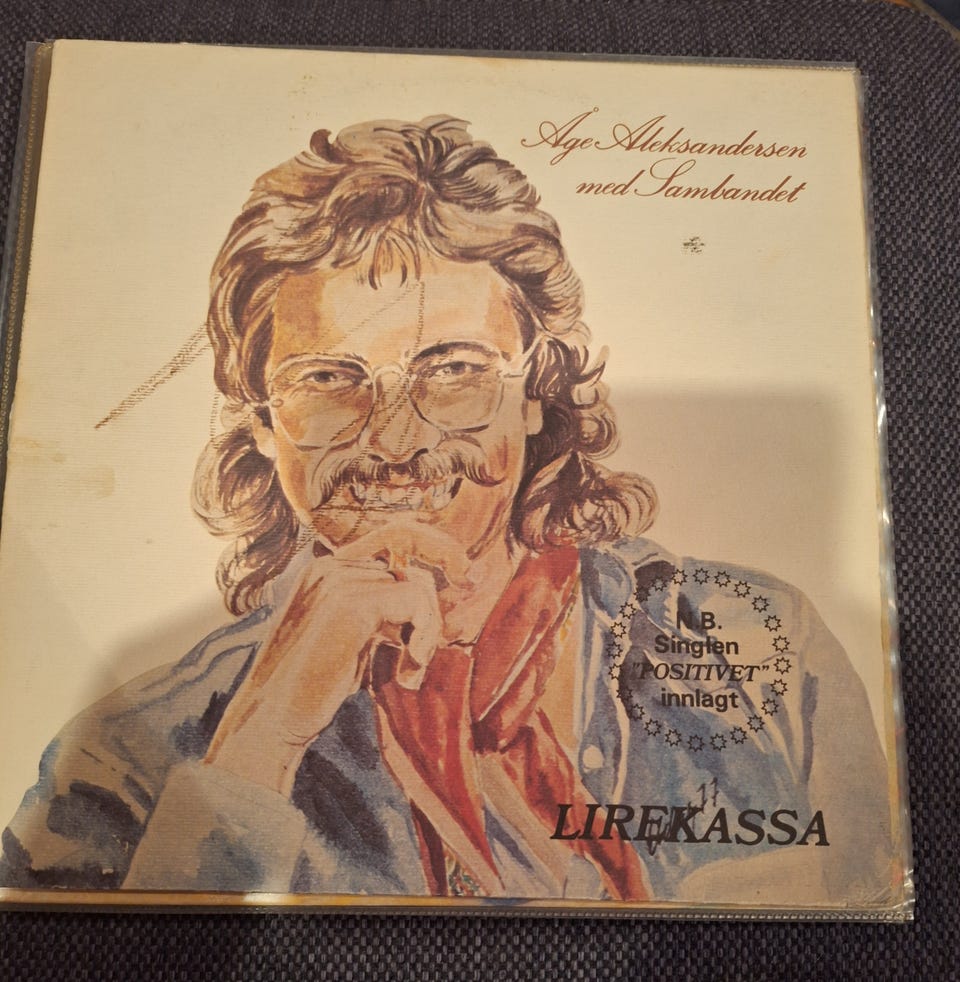 Åge Aleksandersen
med Sambandet
N.B.
Singlen
"POSITIVET"
innlagt
LIREKASSA